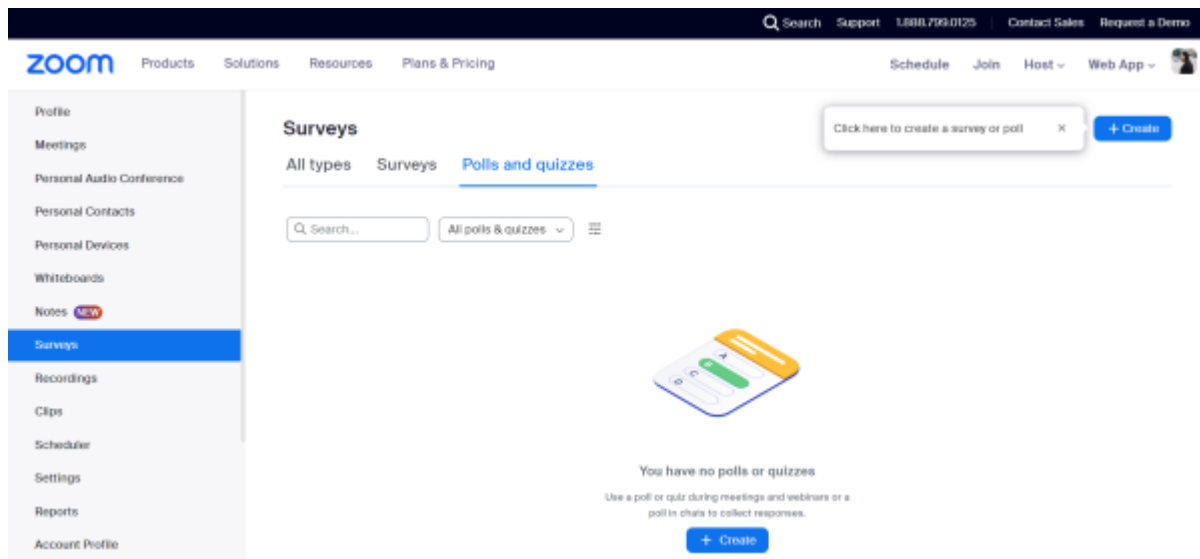 Search Support 1.888.799.0125 Contact Sales Request a Demo
zoom Products Solutions Resources Plans & Pricing Schedule Join Host Web App
Profile
Meetings
Personal Audio Conference
Personal Contacts
Personal Devices
Whiteboards
Notes NEW
Surveys
Recordings
Clips
Scheduler
Settings
Reports
Account Profile
Surveys
Click here to create a survey or poll × + Create
All types Surveys Polls and quizzes
Search... All polls & quizzes
A
B
C
D
You have no polls or quizzes
Use a poll or quiz during meetings and webinars or a
poll in chats to collect responses.
+ Create